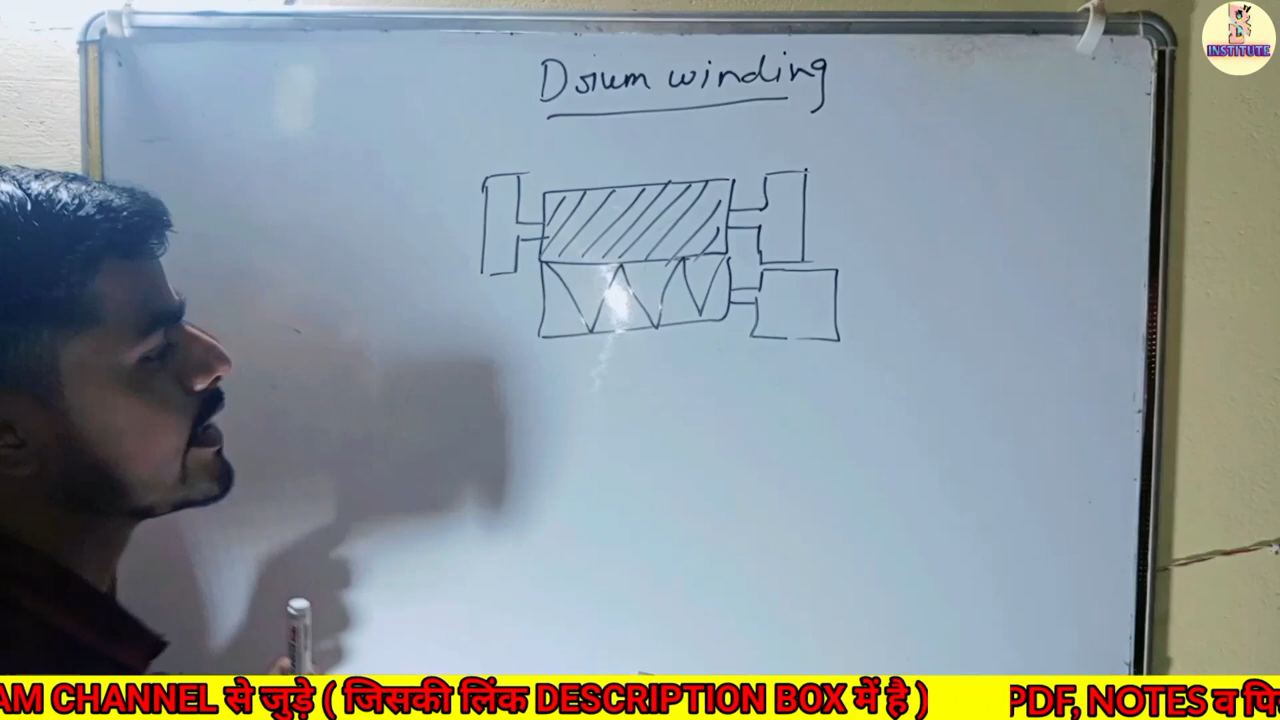 INSTITUTE
Drum winding
AM CHANNEL से जुड़े ( जिसकी लिंक DESCRIPTION BOX में है ) PDF, NOTES व